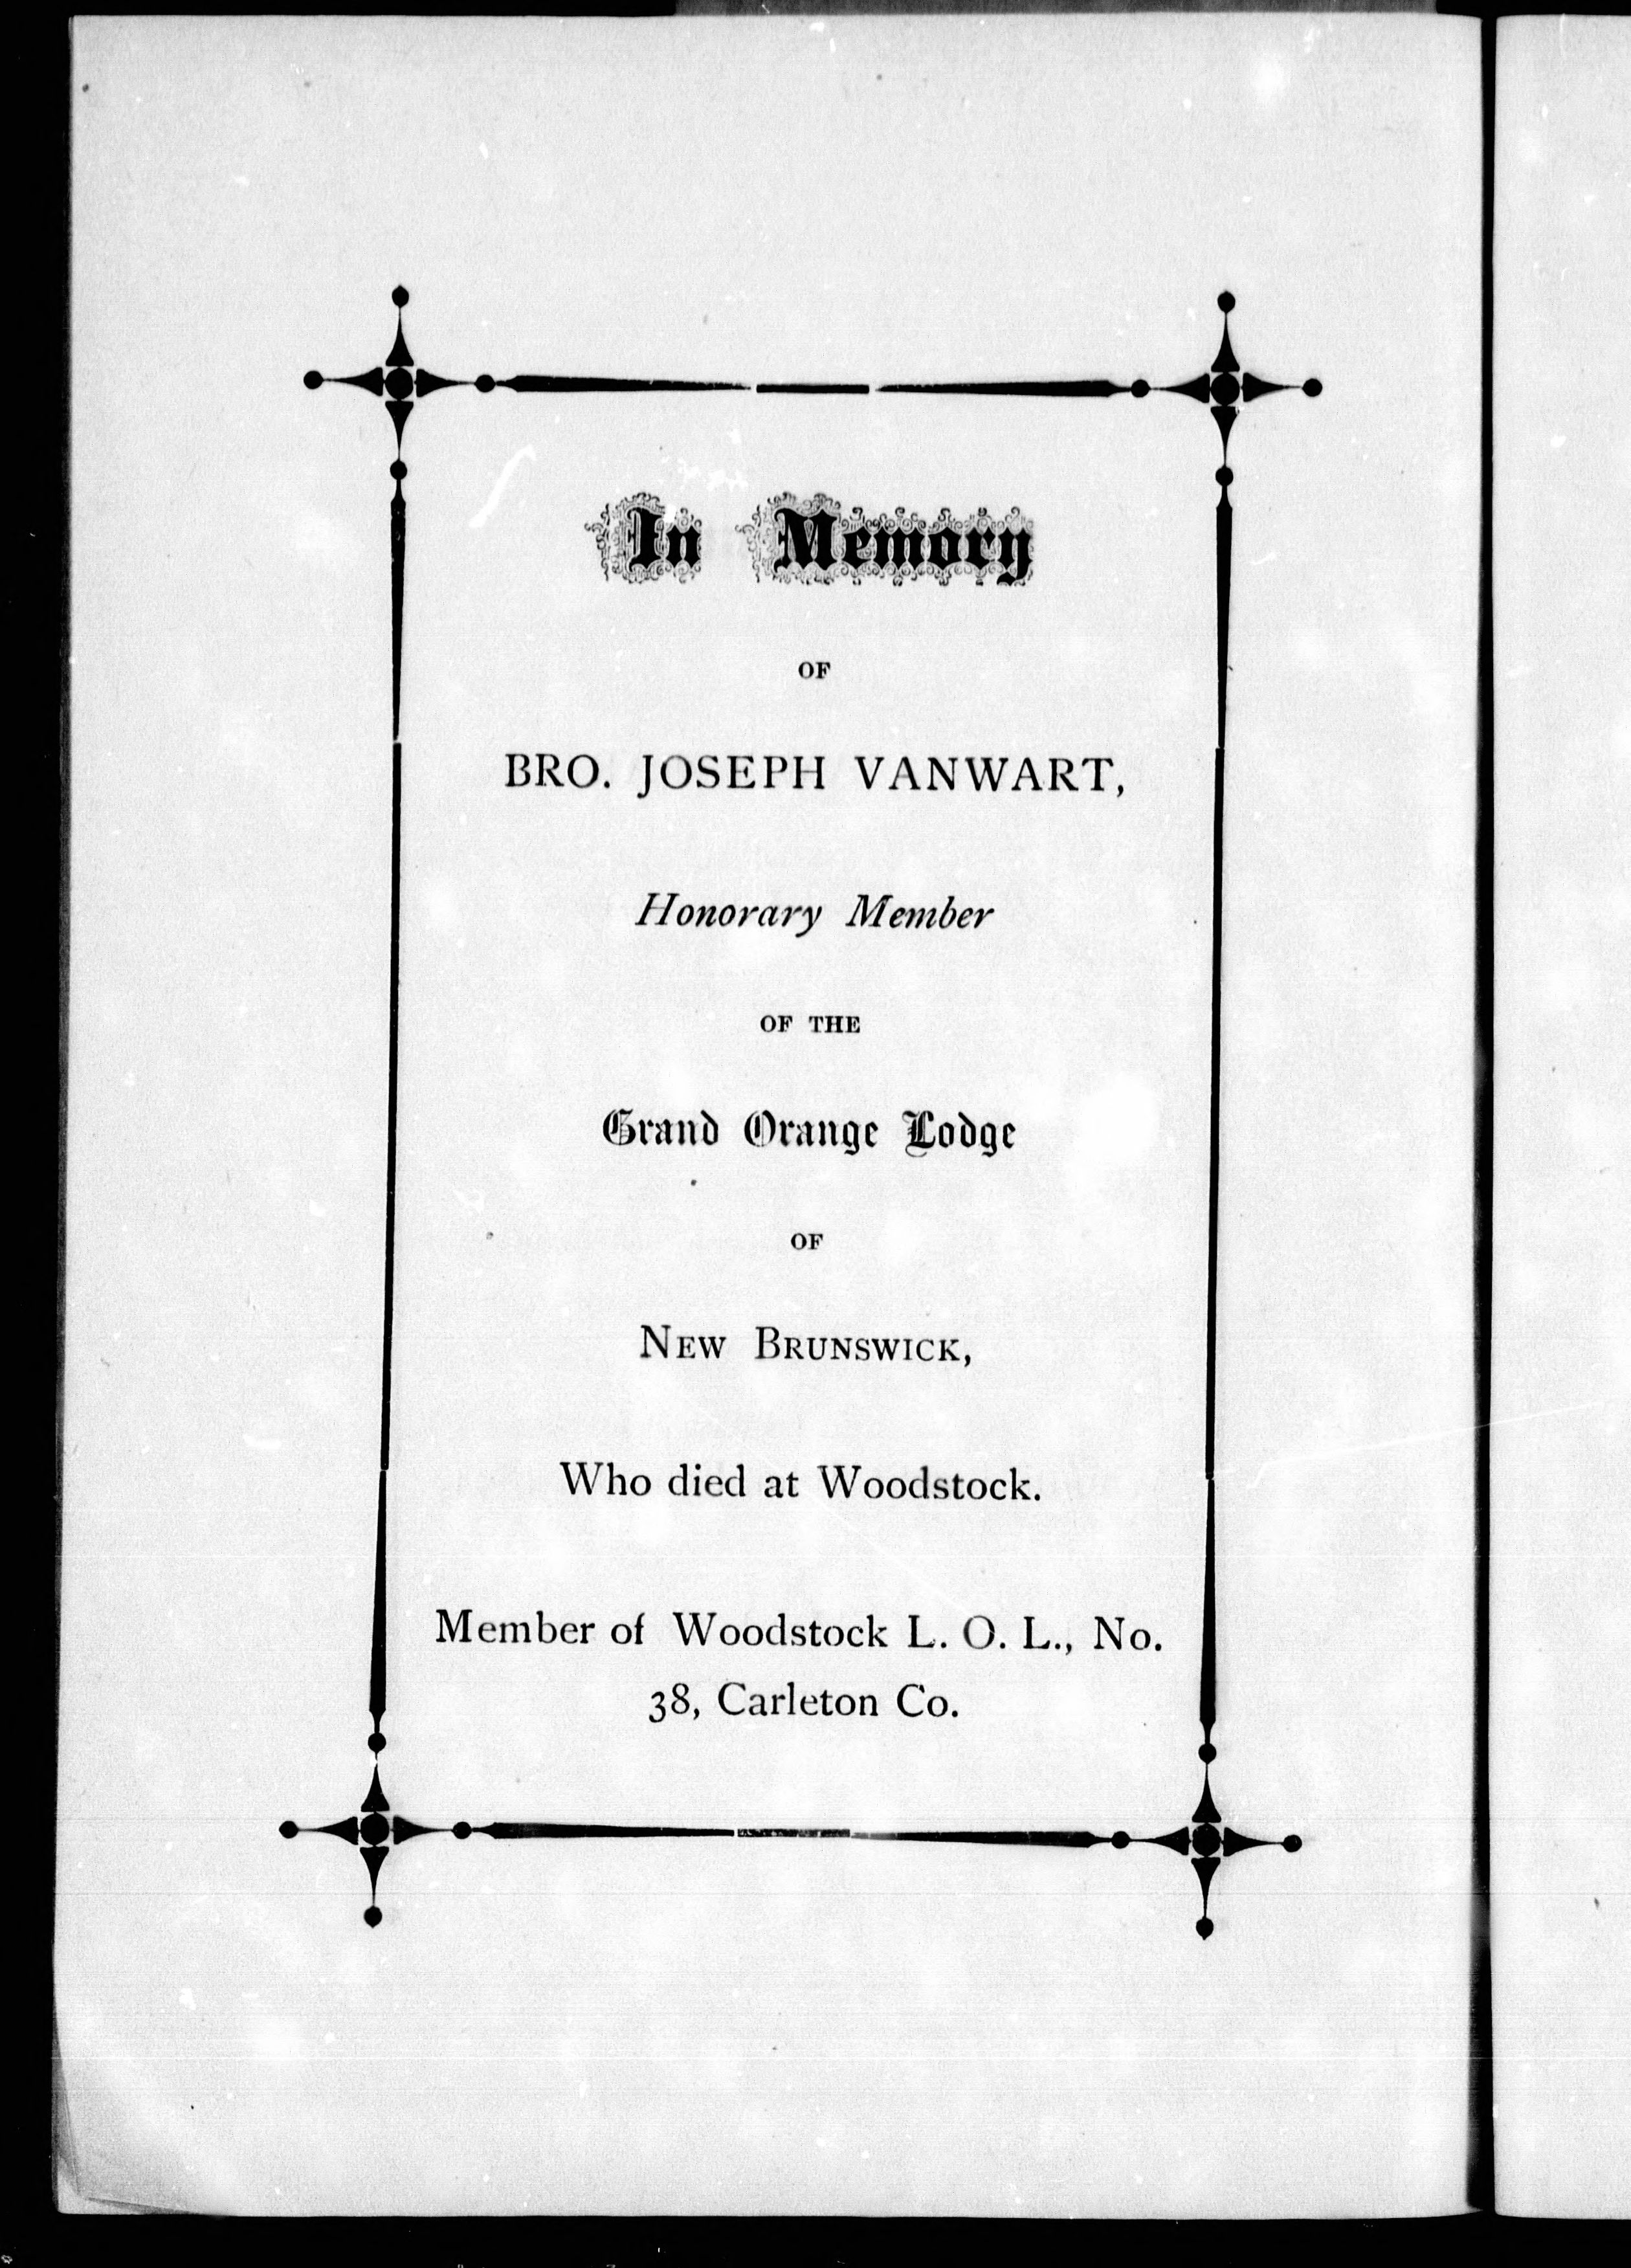 In Memory
OF
BRO. JOSEPH VANWART,
Honorary Member
OF THE
Grand Orange Lodge
OF
NEW BRUNSWICK,
Who died at Woodstock.
Member of Woodstock L. O. L., No.
38, Carleton Co.